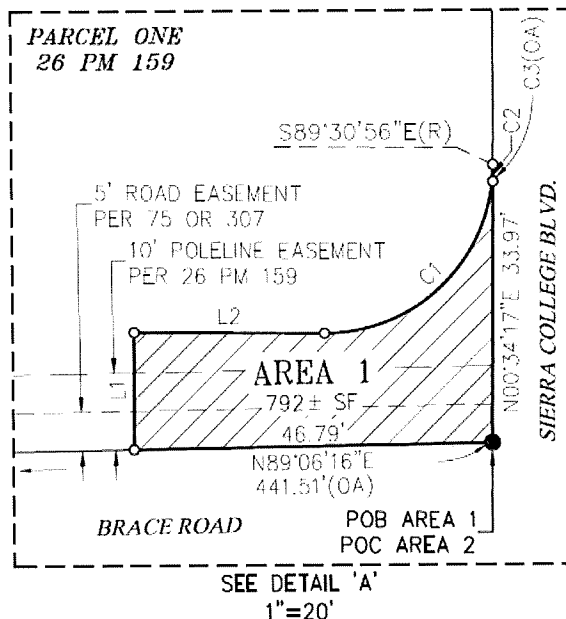 PARCEL ONE
26 PM 159
S89°30'56"E(R)
C2
C3(OA)
5' ROAD EASEMENT
PER 75 OR 307
10' POLELINE EASEMENT
PER 26 PM 159
C1
L2
L1
AREA 1
792± SF
46.79'
N89°06'16"E
441.51'(OA)
N00°34'17"E 33.97'
SIERRA COLLEGE BLVD.
BRACE ROAD
POB AREA 1
POC AREA 2
SEE DETAIL 'A'
1"=20'